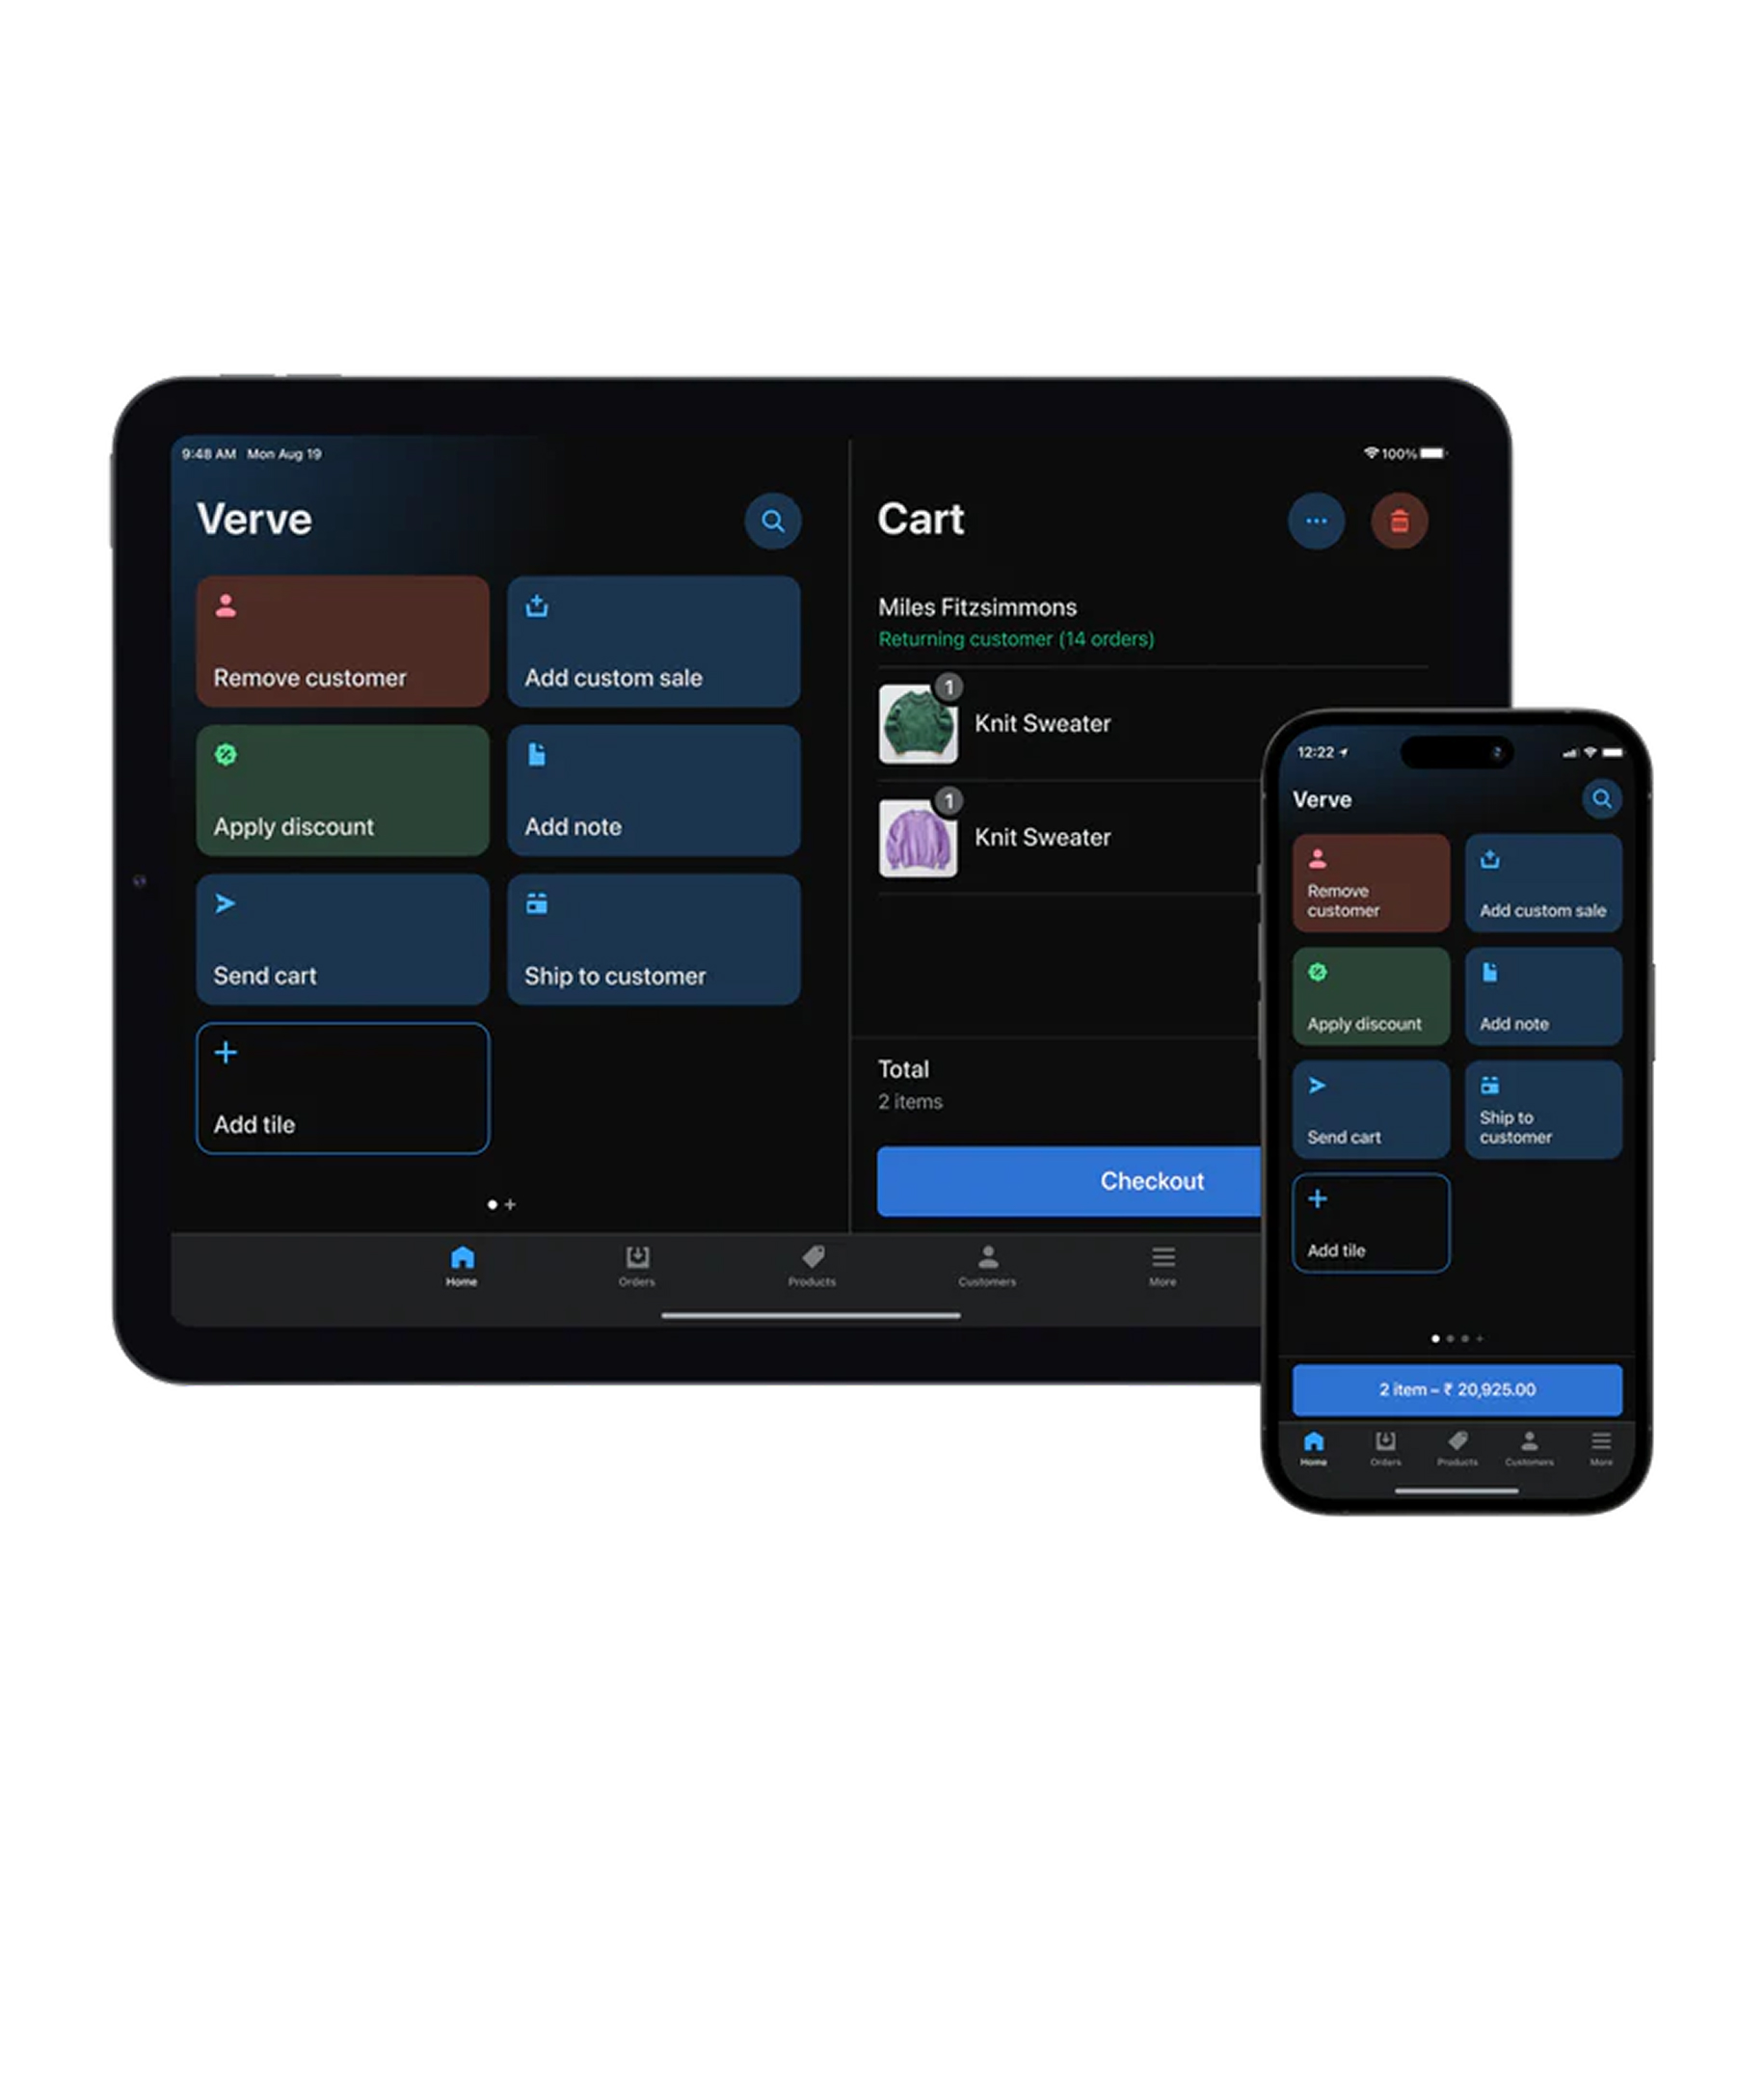 9:48 AM Mon Aug 19
100%
Verve
Remove customer
Add custom sale
Apply discount
Add note
Send cart
Ship to customer
Add tile
Cart
Miles Fitzsimmons
Returning customer (14 orders)
1
Knit Sweater
1
Knit Sweater
Total
2 items
Checkout
Home
Orders
Products
Customers
More
12:22
Verve
Remove
customer
Add custom sale
Apply discount
Add note
Send cart
Ship to
customer
Add tile
2 item – ₹ 20,925.00
Home
Orders
Products
Customers
More